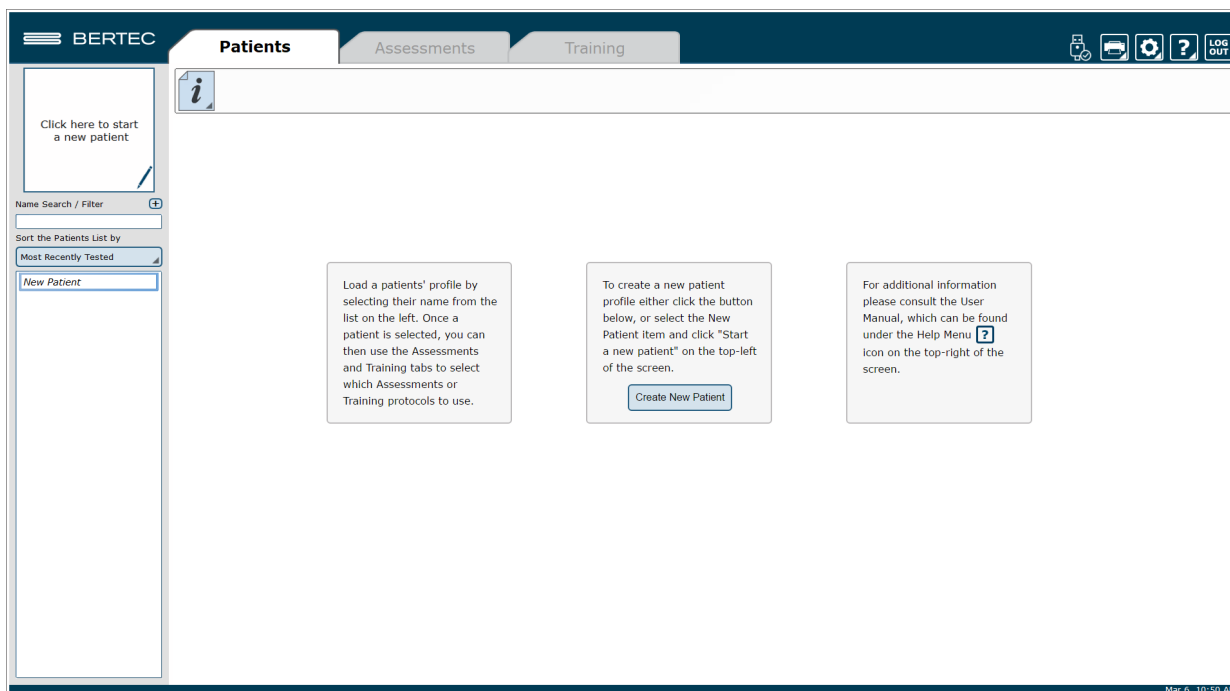 BERTEC
Patients
Assessments
Training
?
LOG
OUT
i
Click here to start
a new patient
Name Search / Filter
Sort the Patients List by
Most Recently Tested
New Patient
Load a patients' profile by
selecting their name from the
list on the left. Once a
patient is selected, you can
then use the Assessments
and Training tabs to select
which Assessments or
Training protocols to use.
To create a new patient
profile either click the button
below, or select the New
Patient item and click "Start
a new patient" on the top-left
of the screen.
Create New Patient
For additional information
please consult the User
Manual, which can be found
under the Help Menu ?
icon on the top-right of the
screen.
Mar 6, 10:50 A